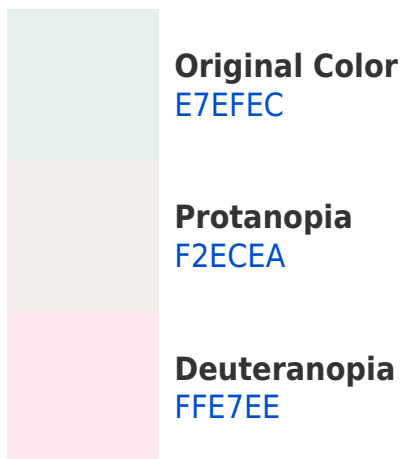 Original Color
E7EFEC
Protanopia
F2ECEA
Deuteranopia
FFE7EE